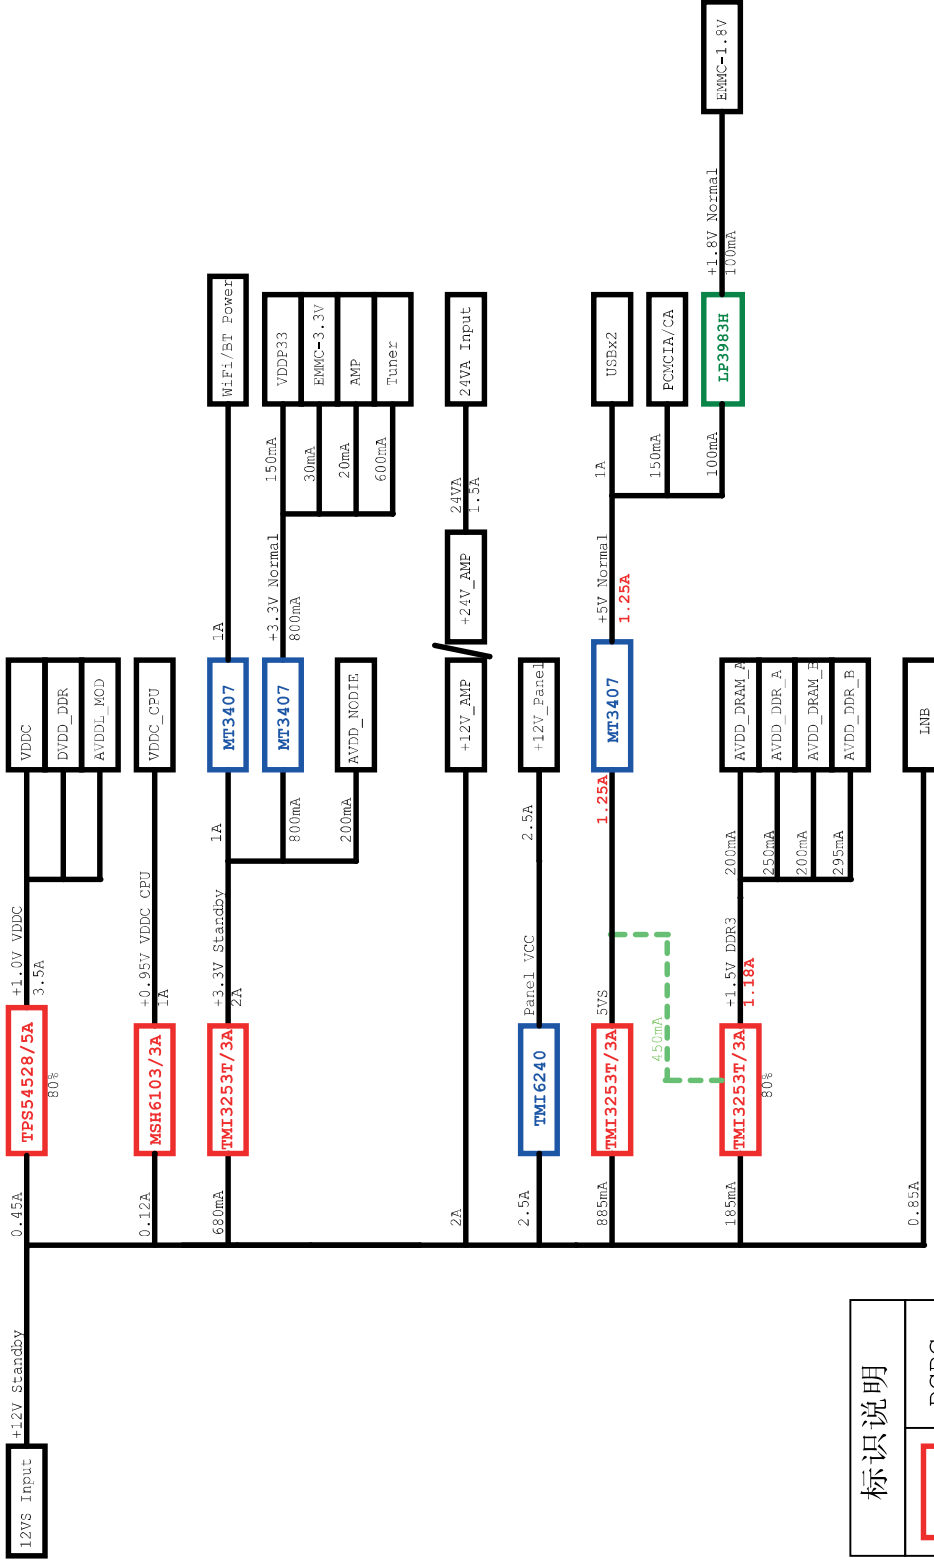 12VS Input
+12V Standby
0.45A
TPS54528/5A
80%
+1.0V VDDC
3.5A
VDDC
DVDD_DDR
AVDDL_MOD
0.12A
MSH6103/3A
+0.95V VDDC CPU
1A
VDDC_CPU
680mA
TMI3253T/3A
+3.3V Standby
2A
1A
MT3407
1A
WiFi/BT Power
800mA
MT3407
+3.3V Normal
800mA
150mA
VDDP33
30mA
EMMC-3.3V
20mA
AMP
600mA
Tuner
200mA
AVDD_NODIE
2A
+12V_AMP
+24V_AMP
24VA
1.5A
24VA Input
2.5A
TMI6240
Panel VCC
2.5A
+12V_Panel
885mA
TMI3253T/3A
5VS
1.25A
MT3407
+5V Normal
1.25A
1A
USBx2
150mA
PCMCIA/CA
100mA
LP3983H
+1.8V Normal
100mA
EMMC-1.8V
450mA
185mA
TMI3253T/3A
80%
+1.5V DDR3
1.18A
200mA
AVDD_DRAM_A
250mA
AVDD_DDR_A
200mA
AVDD_DRAM_B
295mA
AVDD_DDR_B
0.85A
LNB
标识说明